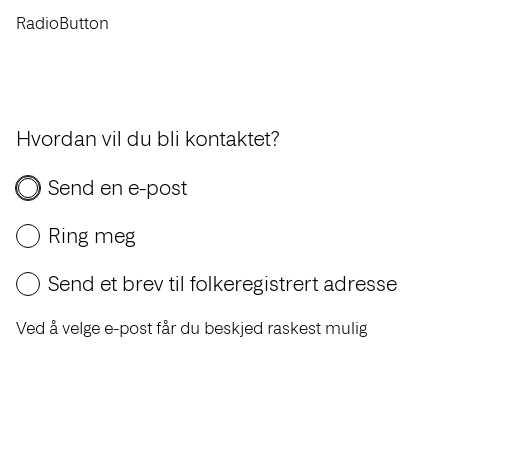 RadioButton
Hvordan vil du bli kontaktet?
Send en e-post
Ring meg
Send et brev til folkeregistrert adresse
Ved å velge e-post får du beskjed raskest mulig